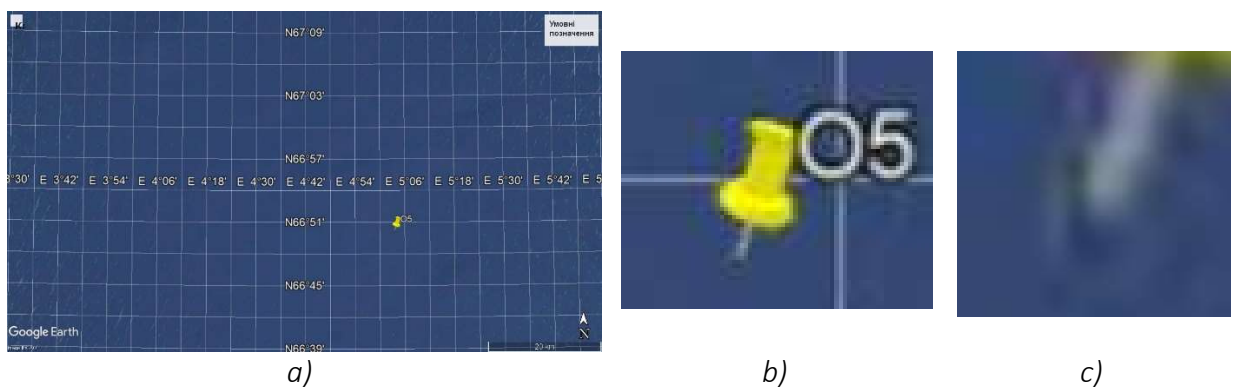 Умовні
позначення
N67°09'
N67°03'
N66°57'
3°30' E 3°42' E 3°54' E 4°06' E 4°18' E 4°30' E 4°42' E 4°54' E 5°06' E 5°18' E 5°30' E 5°42' E 5
N66°51'
O5
N66°45'
Google Earth
N
N66°39'
20 km
a)
O5
b)
c)